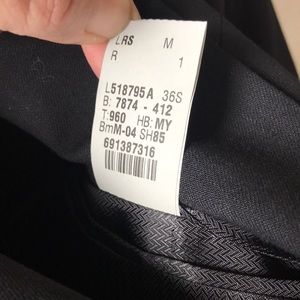 LRS M
R 1
L518795A 36S
B: 7874 - 412
T:960 HB: MY
BmM-04 SH85
691387316